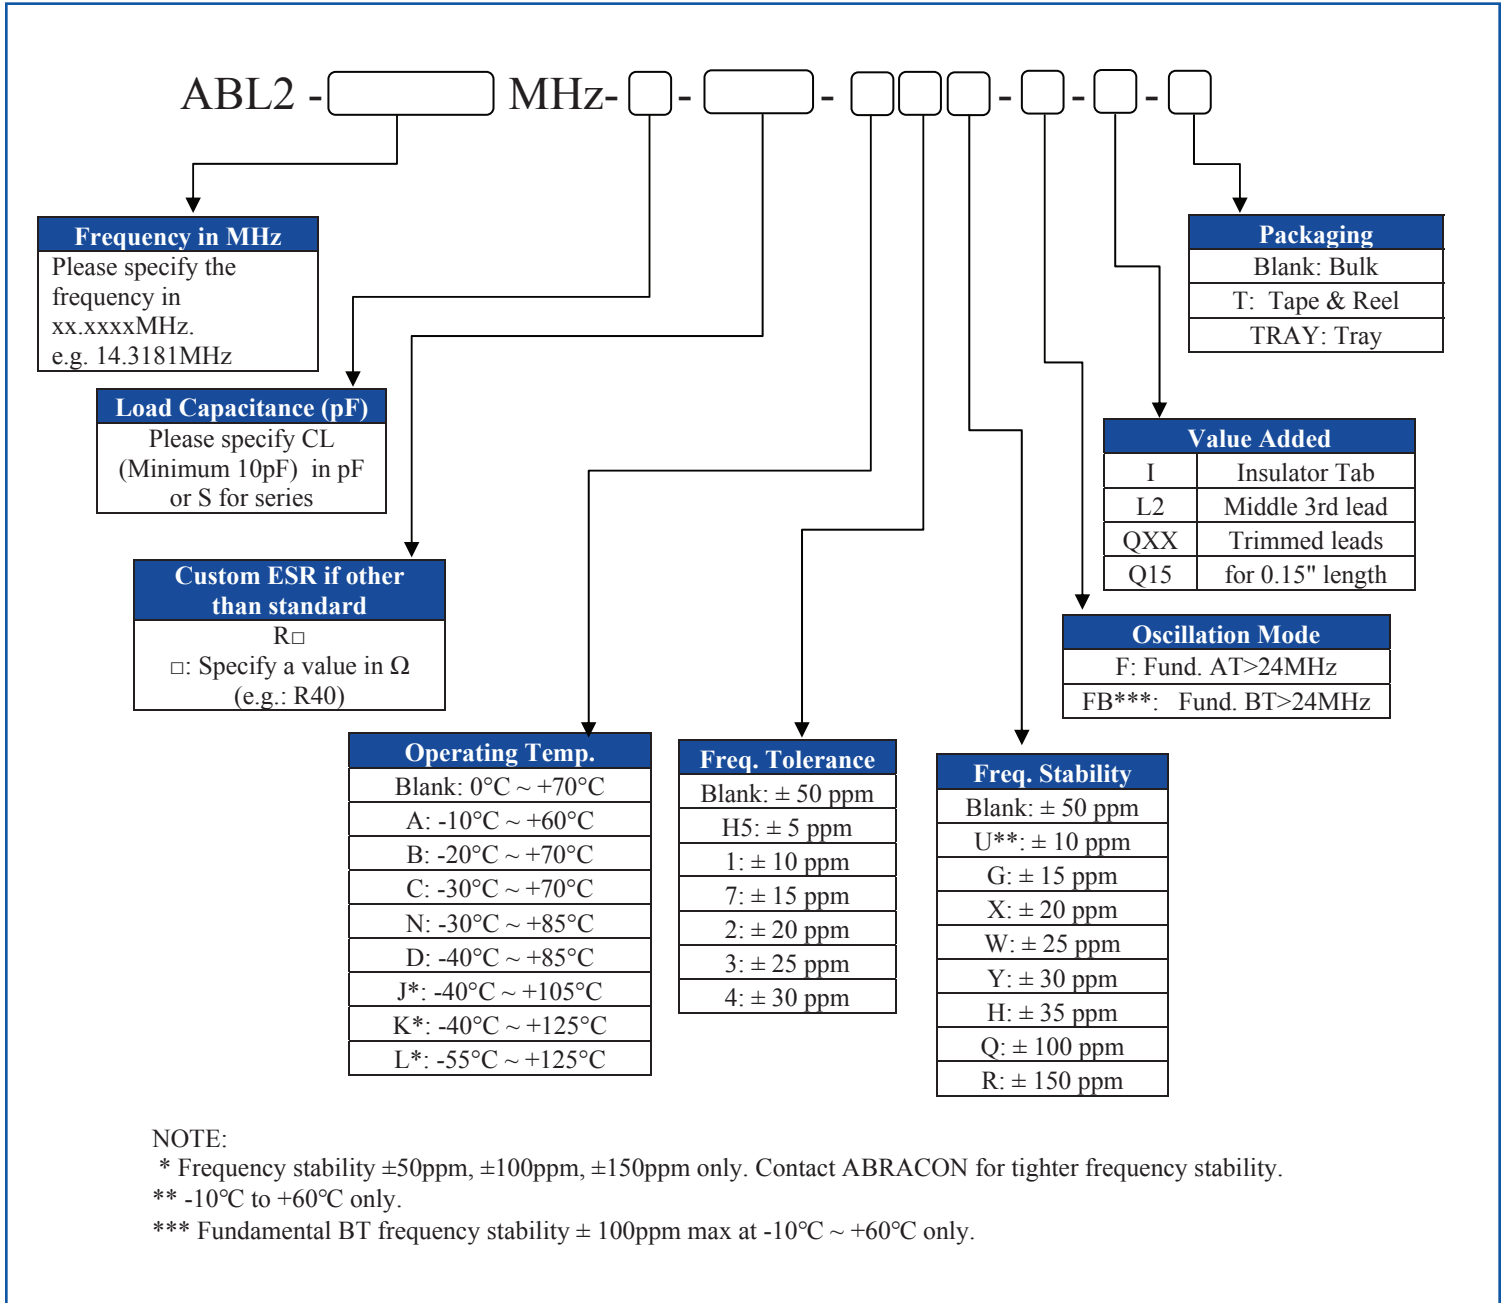 ABL2 - MHz- - - - - -
Frequency in MHz
Please specify the
frequency in
xx.xxxxMHz.
e.g. 14.3181MHz
Load Capacitance (pF)
Please specify CL
(Minimum 10pF) in pF
or S for series
Custom ESR if other
than standard
R□
□: Specify a value in Ω
(e.g.: R40)
Operating Temp.
Blank: 0°C ~ +70°C
A: -10°C ~ +60°C
B: -20°C ~ +70°C
C: -30°C ~ +70°C
N: -30°C ~ +85°C
D: -40°C ~ +85°C
J*: -40°C ~ +105°C
K*: -40°C ~ +125°C
L*: -55°C ~ +125°C
Freq. Tolerance
Blank: ± 50 ppm
H5: ± 5 ppm
1: ± 10 ppm
7: ± 15 ppm
2: ± 20 ppm
3: ± 25 ppm
4: ± 30 ppm
Freq. Stability
Blank: ± 50 ppm
U**: ± 10 ppm
G: ± 15 ppm
X: ± 20 ppm
W: ± 25 ppm
Y: ± 30 ppm
H: ± 35 ppm
Q: ± 100 ppm
R: ± 150 ppm
Oscillation Mode
F: Fund. AT>24MHz
FB***: Fund. BT>24MHz
Value Added
I Insulator Tab
L2 Middle 3rd lead
QXX Trimmed leads
Q15 for 0.15" length
Packaging
Blank: Bulk
T: Tape & Reel
TRAY: Tray
NOTE:
* Frequency stability ±50ppm, ±100ppm, ±150ppm only. Contact ABRACON for tighter frequency stability.
** -10℃ to +60℃ only.
*** Fundamental BT frequency stability ± 100ppm max at -10℃ ~ +60℃ only.